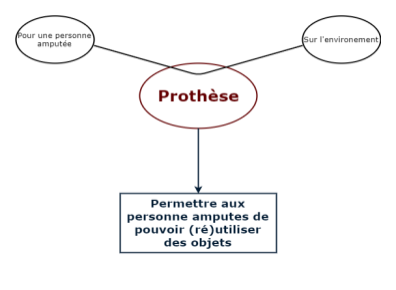 Pour une personne
amputée
Sur l'environement
Prothèse
Permettre aux
personne amputes de
pouvoir (ré)utiliser
des objets